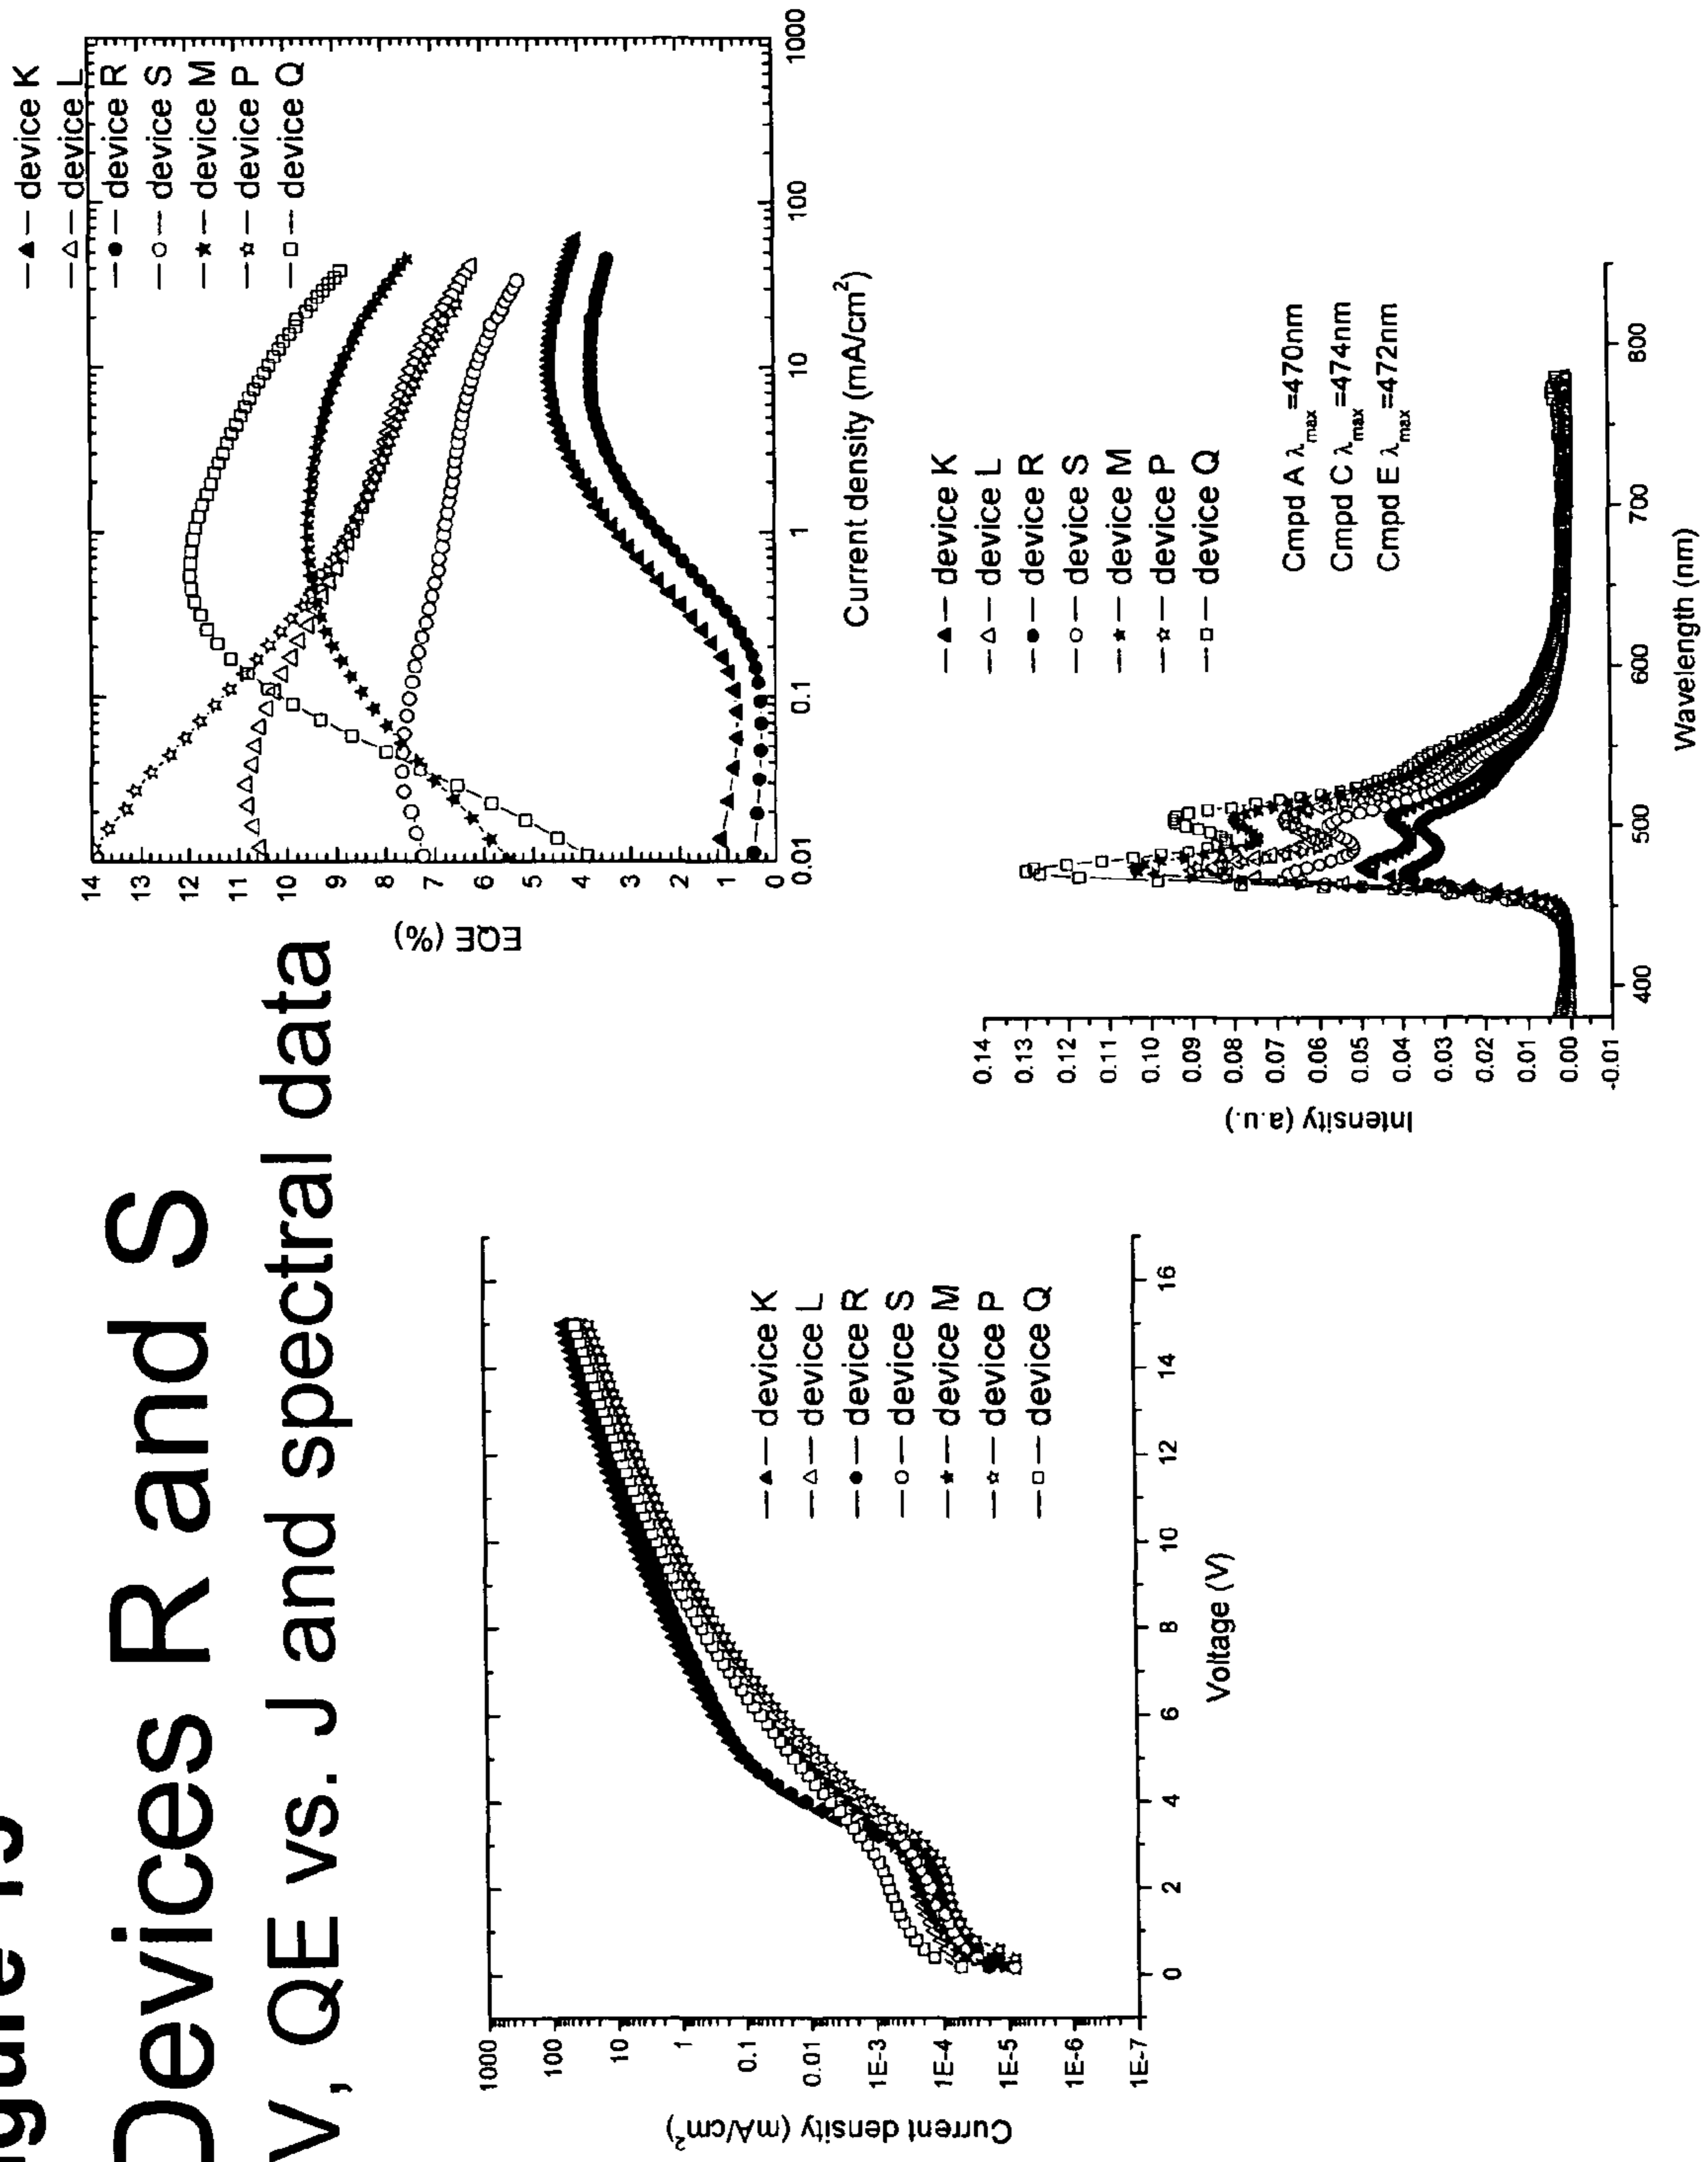 Devices R and S
V, QE vs. J and spectral data
Current density (mA/cm2)
1000
100
10
1
0.1
0.01
1E-3
1E-4
1E-5
1E-6
1E-7
0
2
4
6
8
10
12
14
16
Voltage (V)
device K
device L
device R
device S
device M
device P
device Q
EQE (%)
14
13
12
11
10
9
8
7
6
5
4
3
2
1
0
0.01
0.1
1
10
100
1000
Current density (mA/cm2)
device K
device L
device R
device S
device M
device P
device Q
Intensity (a.u.)
0.14
0.13
0.12
0.11
0.10
0.09
0.08
0.07
0.06
0.05
0.04
0.03
0.02
0.01
0.00
-0.01
400
500
600
700
800
Wavelength (nm)
device K
device L
device R
device S
device M
device P
device Q
Cmpd A λmax =470nm
Cmpd C λmax =474nm
Cmpd E λmax =472nm